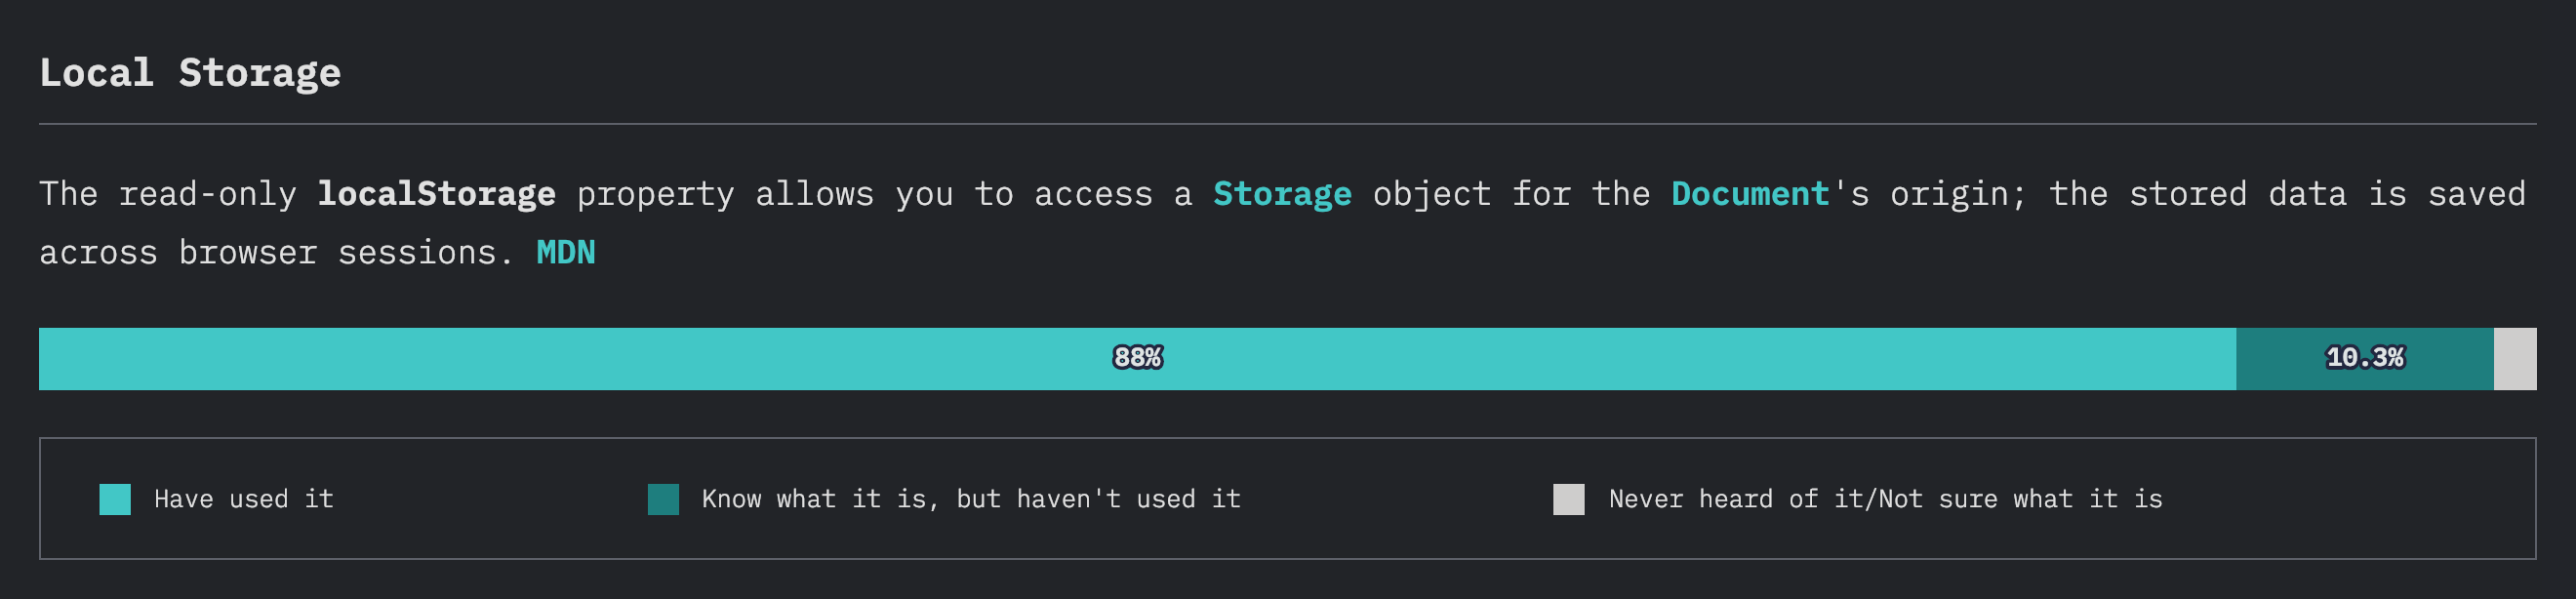 Local Storage
The read-only localStorage property allows you to access a Storage object for the Document's origin; the stored data is saved
across browser sessions. MDN
88% 10.3%
Have used it Know what it is, but haven't used it Never heard of it/Not sure what it is